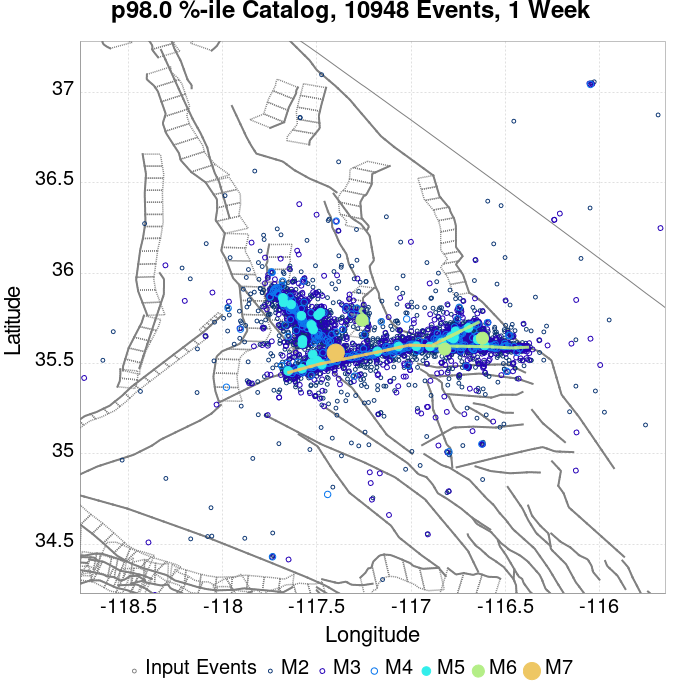 p98.0 %-ile Catalog, 10948 Events, 1 Week
37
36.5
36
35.5
35
34.5
Latitude
-118.5 -118 -117.5 -117 -116.5 -116
Longitude
Input Events M2 M3 M4 M5 M6 M7